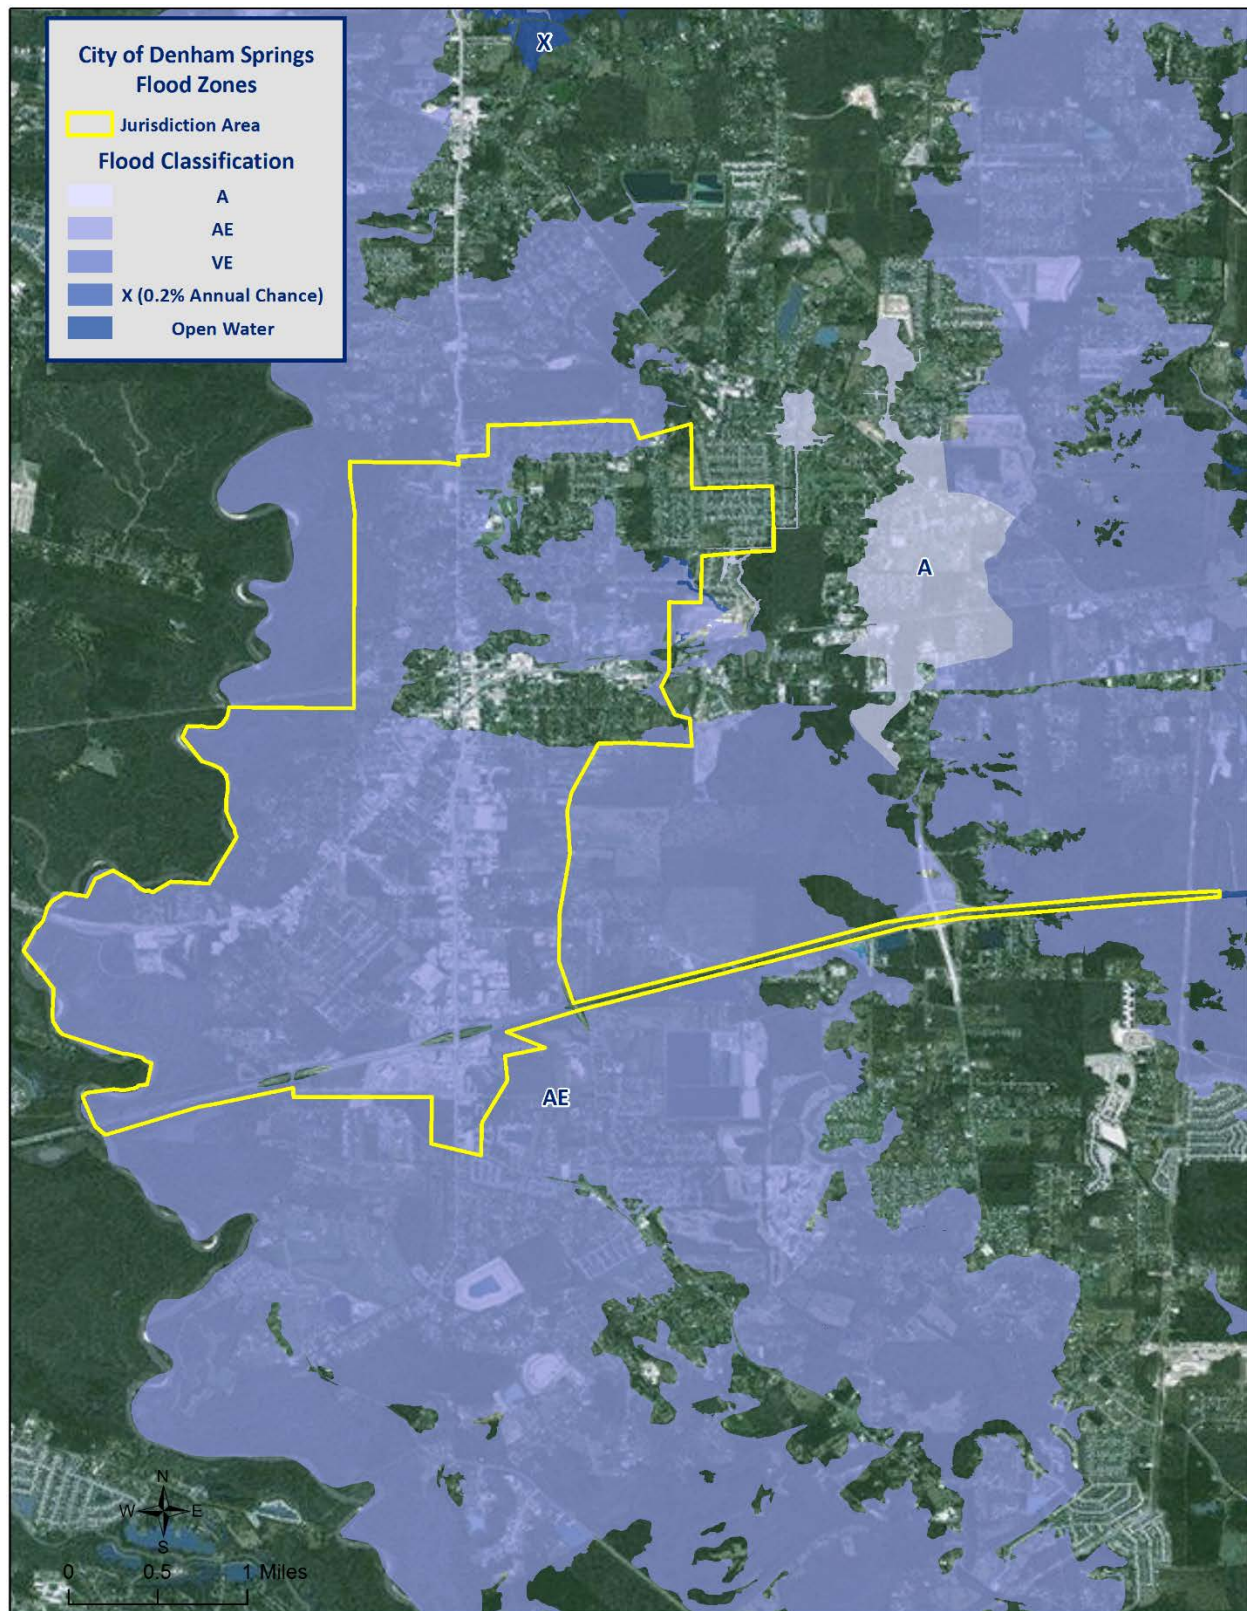 City of Denham Springs
Flood Zones
Jurisdiction Area
Flood Classification
A
AE
VE
X (0.2% Annual Chance)
Open Water
X
A
AE
N
W E
S
0 0.5 1 Miles